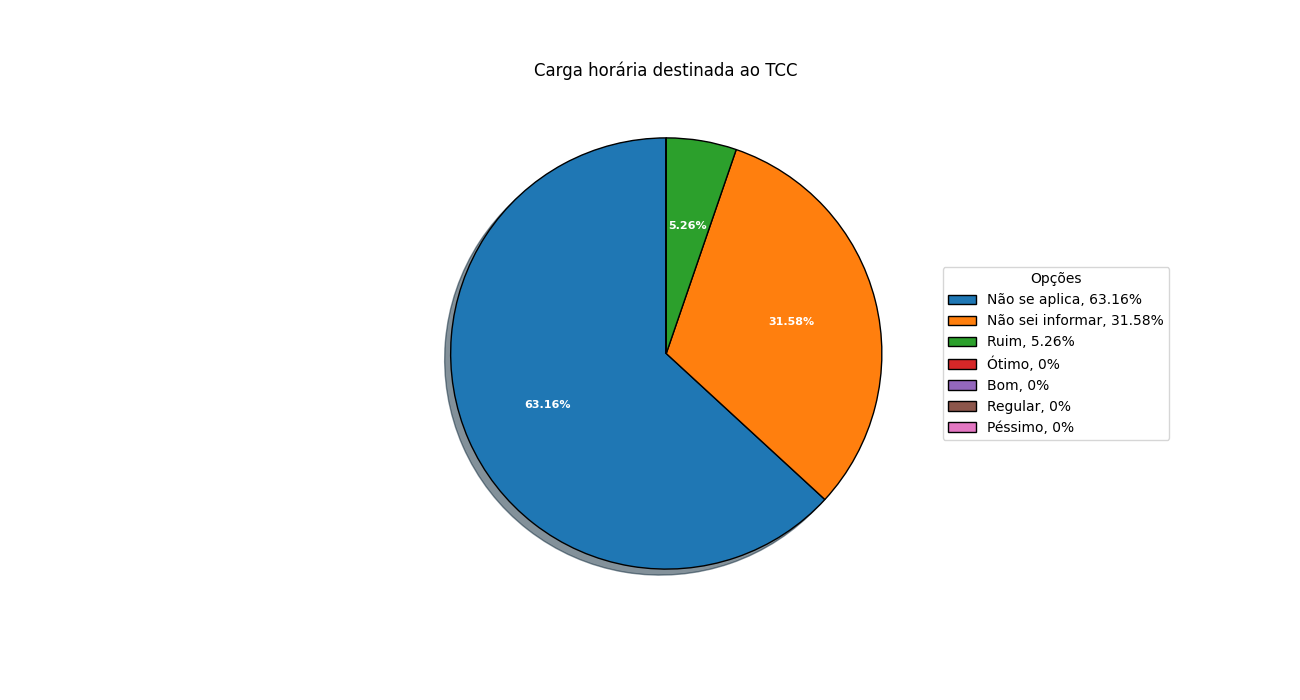 Carga horária destinada ao TCC
5.26%
31.58%
63.16%
Opções
Não se aplica, 63.16%
Não sei informar, 31.58%
Ruim, 5.26%
Ótimo, 0%
Bom, 0%
Regular, 0%
Péssimo, 0%